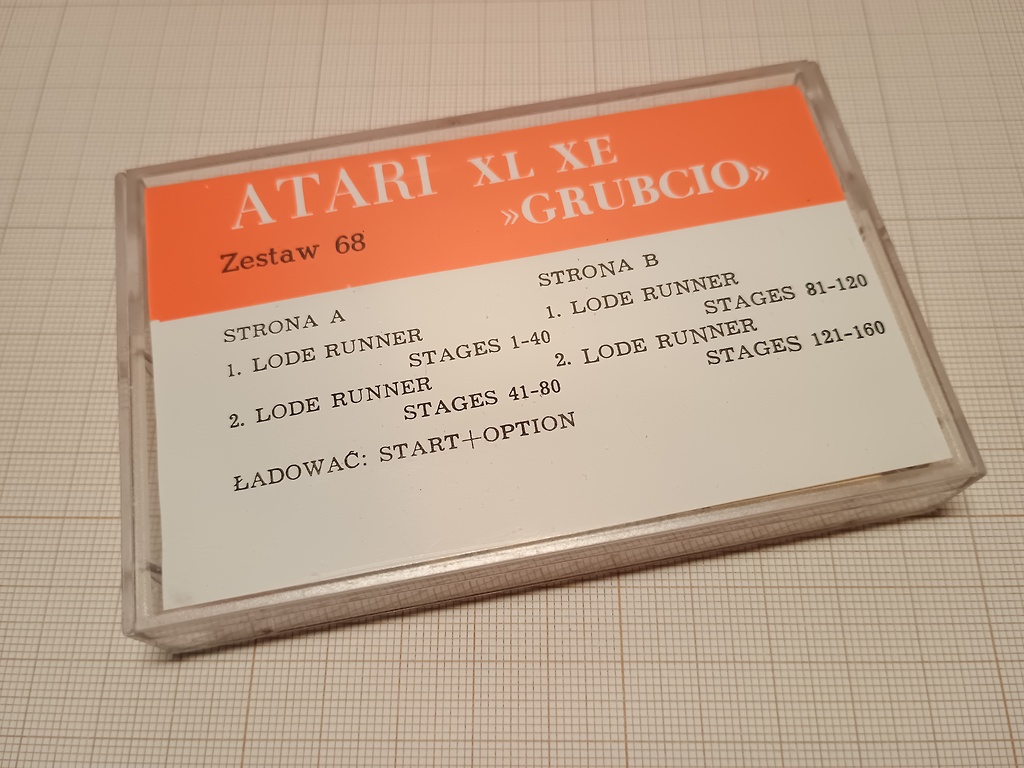 ATARI XL XE
»GRUBCIO»
Zestaw 68
STRONA A
1. LODE RUNNER
STAGES 1-40
2. LODE RUNNER
STAGES 41-80
ŁADOWAĆ: START+OPTION
STRONA B
1. LODE RUNNER
STAGES 81-120
2. LODE RUNNER
STAGES 121-160